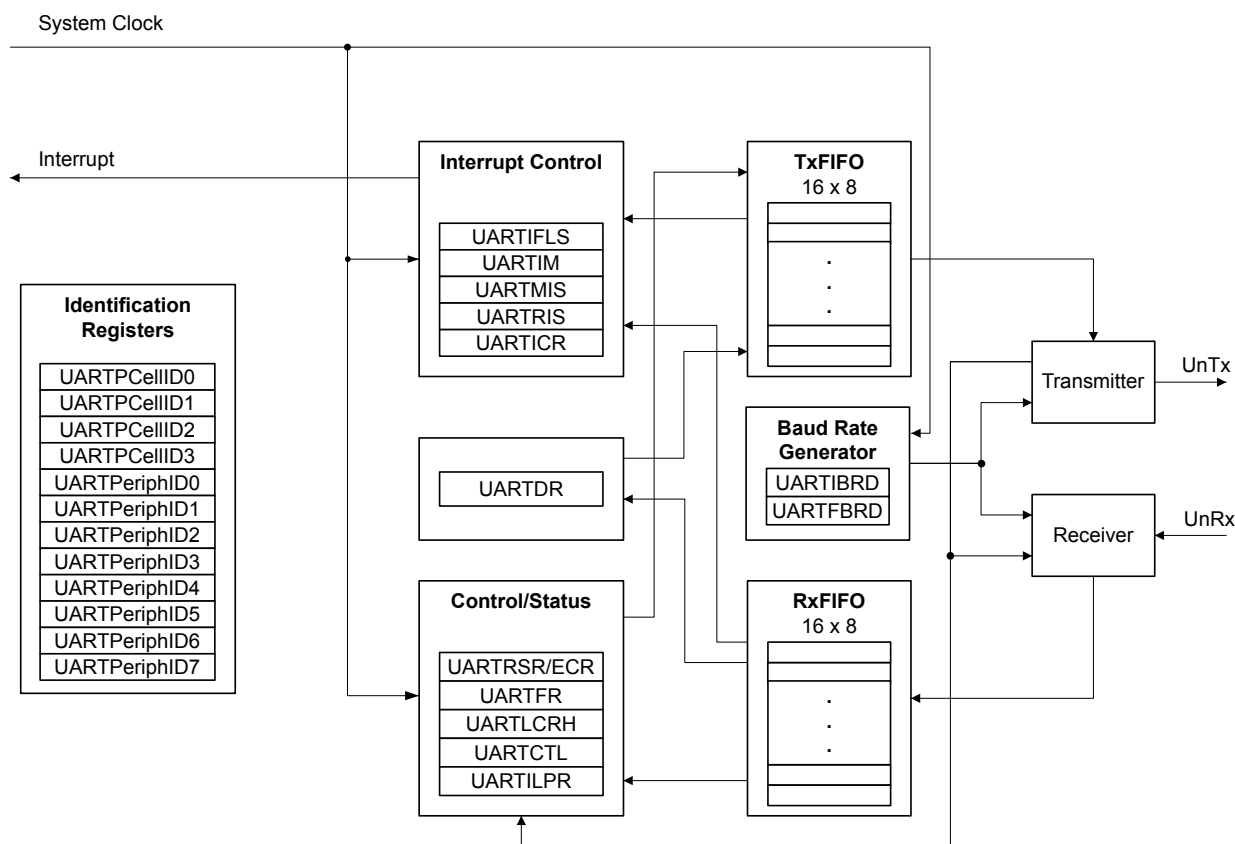 System Clock
Interrupt
Identification
Registers
UARTPCellID0
UARTPCellID1
UARTPCellID2
UARTPCellID3
UARTPeriphID0
UARTPeriphID1
UARTPeriphID2
UARTPeriphID3
UARTPeriphID4
UARTPeriphID5
UARTPeriphID6
UARTPeriphID7
Interrupt Control
UARTIFLS
UARTIM
UARTMIS
UARTRIS
UARTICR
UARTDR
Control/Status
UARTRSR/ECR
UARTFR
UARTLCRH
UARTCTL
UARTILPR
TxFIFO
16 x 8
.
.
.
Baud Rate
Generator
UARTIBRD
UARTFBRD
RxFIFO
16 x 8
.
.
.
Transmitter
UnTx
Receiver
UnRx